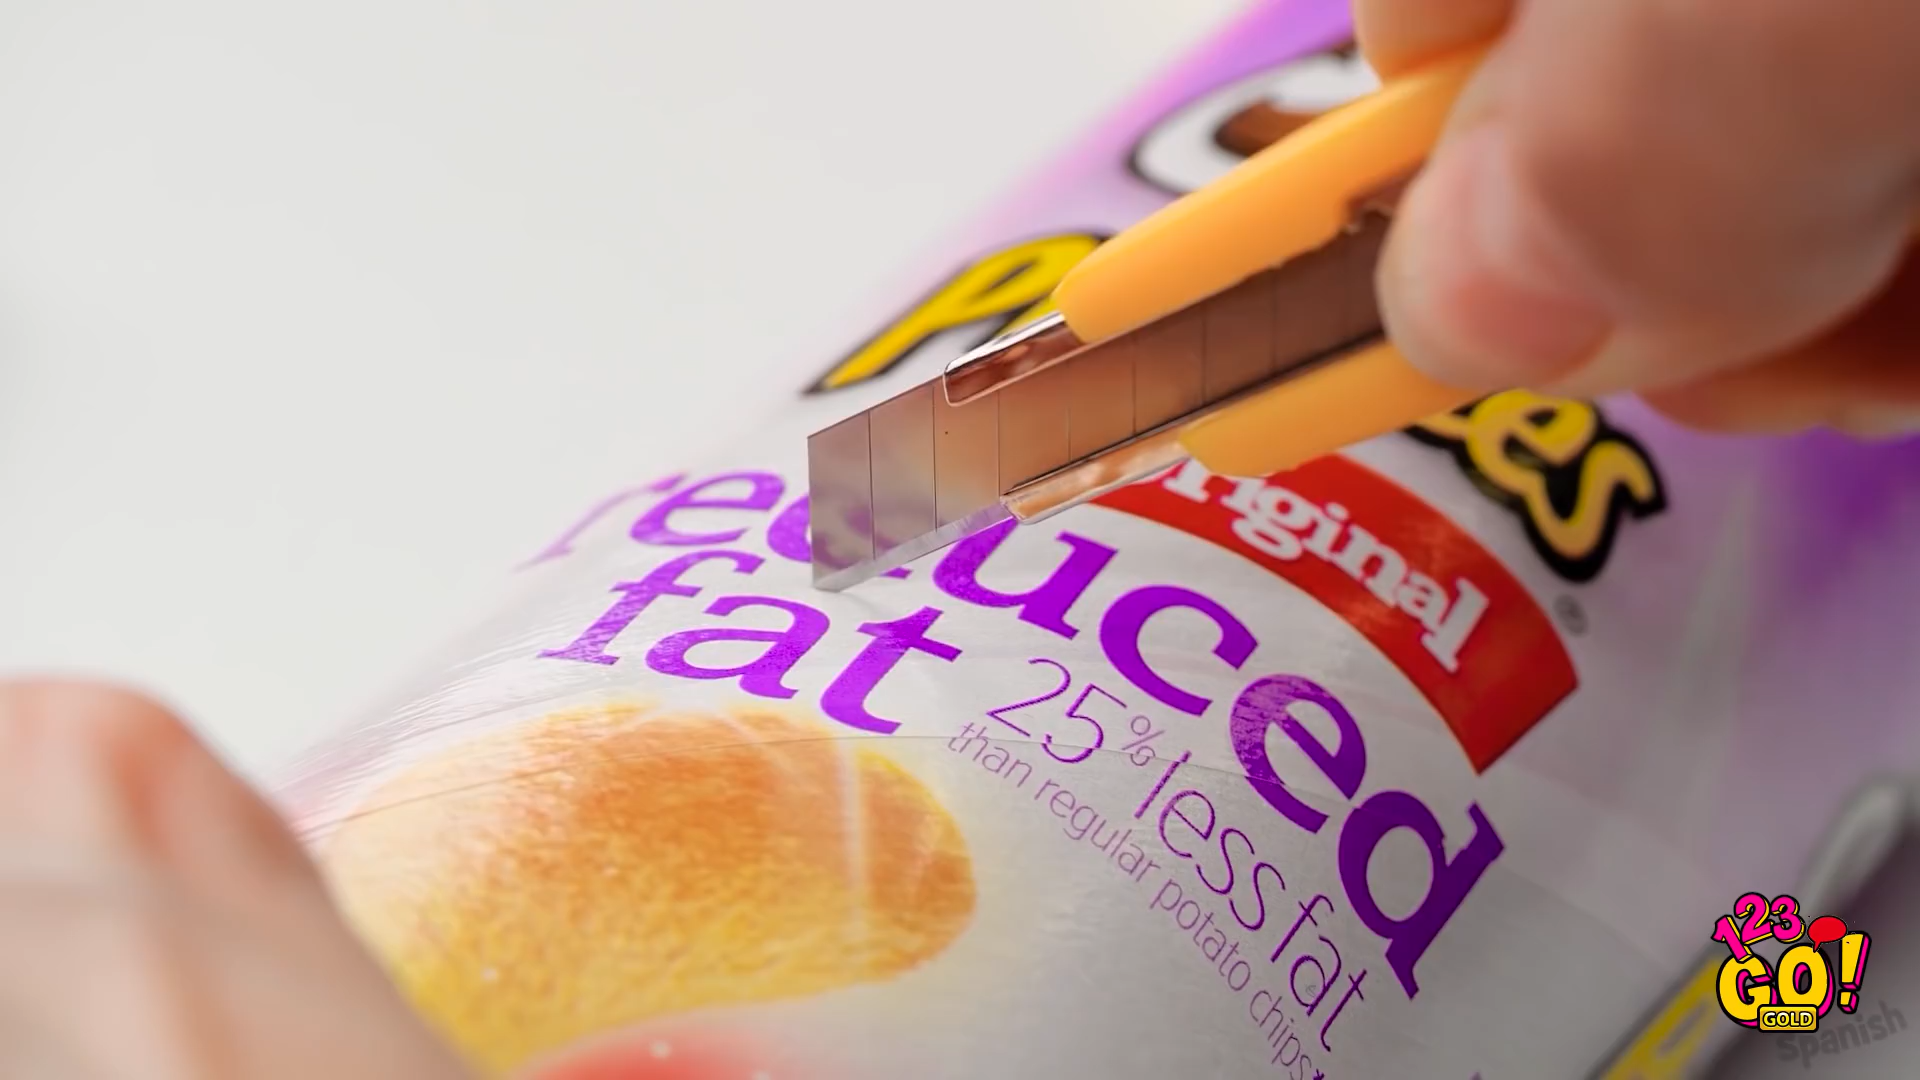 Original
®
reduced
fat
25% less fat
than regular potato chips*
123
GO!
GOLD
Spanish